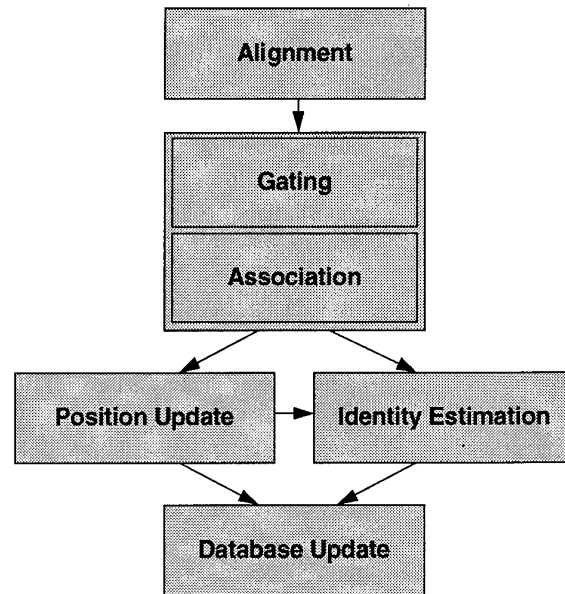 Alignment
Gating
Association
Position Update
Identity Estimation
Database Update